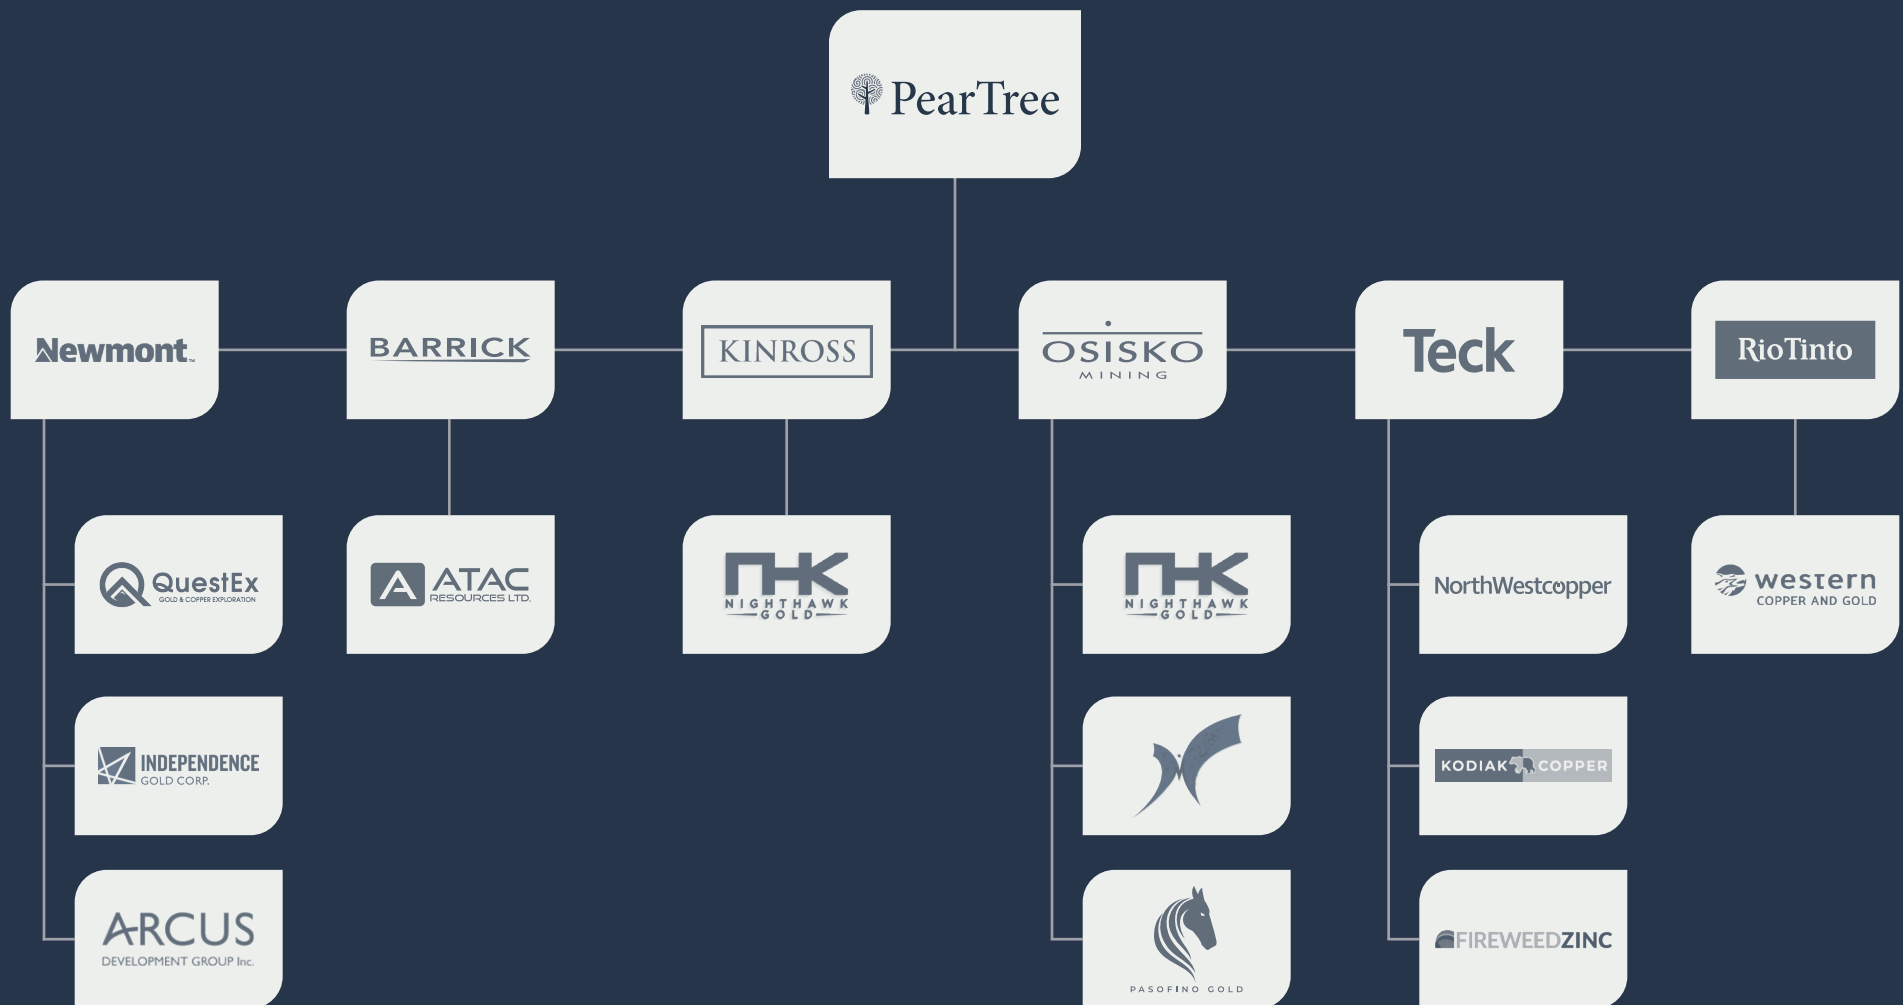 PearTree
Newmont™
BARRICK
KINROSS
OSISKO
MINING
Teck
RioTinto
QuestEx
GOLD & COPPER EXPLORATION
ATAC
RESOURCES LTD.
NHK
NIGHTHAWK
GOLD
NHK
NIGHTHAWK
GOLD
NorthWestcopper
western
COPPER AND GOLD
INDEPENDENCE
GOLD CORP.
KODIAK COPPER
ARCUS
DEVELOPMENT GROUP Inc.
PASOFINO GOLD
FIREWEEDZINC